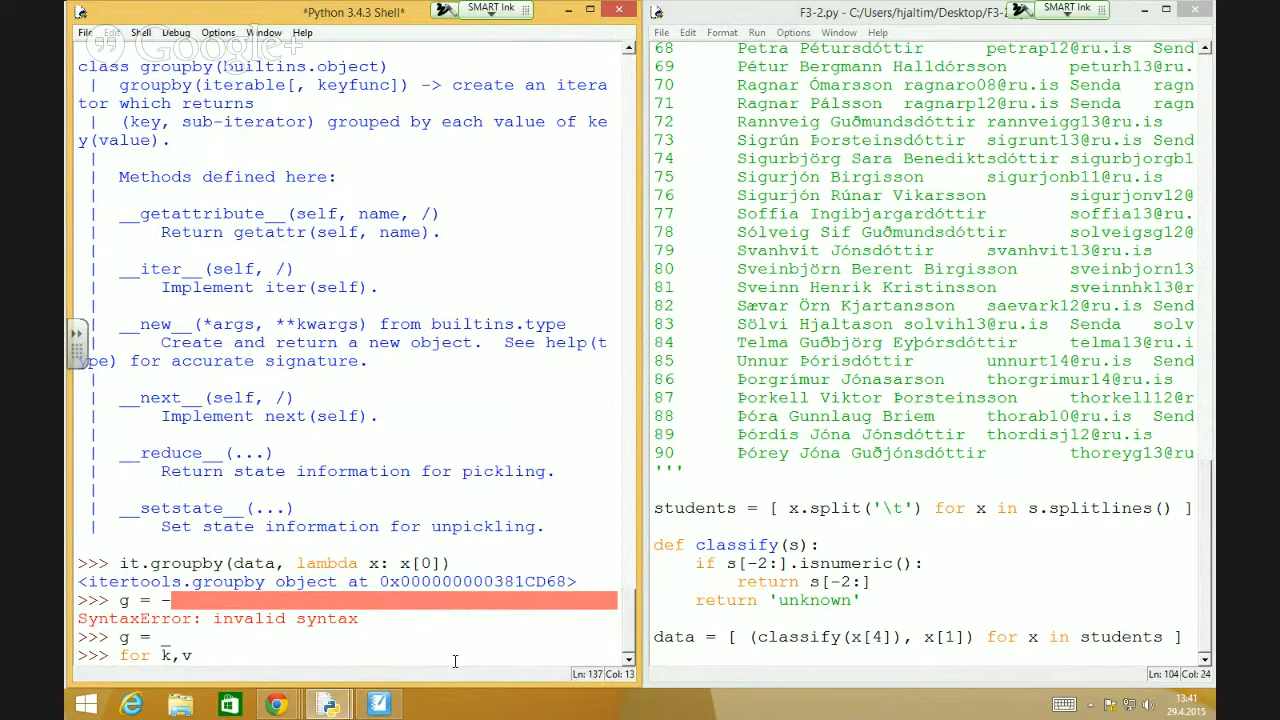 *Python 3.4.3 Shell*
SMART Ink
File Edit Shell Debug Options Window Help
Google+
class groupby(builtins.object)
 |  groupby(iterable[, keyfunc]) -> create an itera
tor which returns
 |  (key, sub-iterator) grouped by each value of ke
y(value).
 |
 |  Methods defined here:
 |
 |  __getattribute__(self, name, /)
 |      Return getattr(self, name).
 |
 |  __iter__(self, /)
 |      Implement iter(self).
 |
 |  __new__(*args, **kwargs) from builtins.type
 |      Create and return a new object.  See help(t
ype) for accurate signature.
 |
 |  __next__(self, /)
 |      Implement next(self).
 |
 |  __reduce__(...)
 |      Return state information for pickling.
 |
 |  __setstate__(...)
 |      Set state information for unpickling.

>>> it.groupby(data, lambda x: x[0])
<itertools.groupby object at 0x000000000381CD68>
>>> g = -
SyntaxError: invalid syntax
>>> g = _
>>> for k,v
Ln: 137 Col: 13
F3-2.py - C:/Users/hjaltim/Desktop/F3-2
SMART Ink
File Edit Format Run Options Window Help
68 Petra Pétursdóttir petrap12@ru.is Send
69 Pétur Bergmann Halldórsson peturh13@ru.
70 Ragnar Ómarsson ragnaro08@ru.is Senda ragn
71 Ragnar Pálsson ragnarp12@ru.is Senda ragn
72 Rannveig Guðmundsdóttir rannveigg13@ru.is
73 Sigrún Þorsteinsdóttir sigrunt13@ru.is Send
74 Sigurbjörg Sara Benediktsdóttir sigurbjorgb1
75 Sigurjón Birgisson sigurjonb11@ru.is
76 Sigurjón Rúnar Vikarsson sigurjonv12@
77 Soffía Ingibjargardóttir soffia13@ru.
78 Sólveig Sif Guðmundsdóttir solveigsg12@
79 Svanhvít Jónsdóttir svanhvit13@ru.is
80 Sveinbjörn Berent Birgisson sveinbjorn13
81 Sveinn Henrik Kristinsson sveinnhk13@r
82 Sævar Örn Kjartansson saevark12@ru.is Send
83 Sölvi Hjaltason solvih13@ru.is Senda solv
84 Telma Guðbjörg Eyþórsdóttir telma13@ru.i
85 Unnur Þórisdóttir unnurt14@ru.is Send
86 Þorgrímur Jónasarson thorgrimur14@ru.is
87 Þorkell Viktor Þorsteinsson thorkell12@r
88 Þóra Gunnlaug Briem thorab10@ru.is Send
89 Þórdís Jóna Jónsdóttir thordisj12@ru.is
90 Þórey Jóna Guðjónsdóttir thoreyg13@ru
'''

students = [ x.split('\t') for x in s.splitlines() ]

def classify(s):
    if s[-2:].isnumeric():
        return s[-2:]
    return 'unknown'

data = [ (classify(x[4]), x[1]) for x in students ]
Ln: 104 Col: 24
13:41
29.4.2015